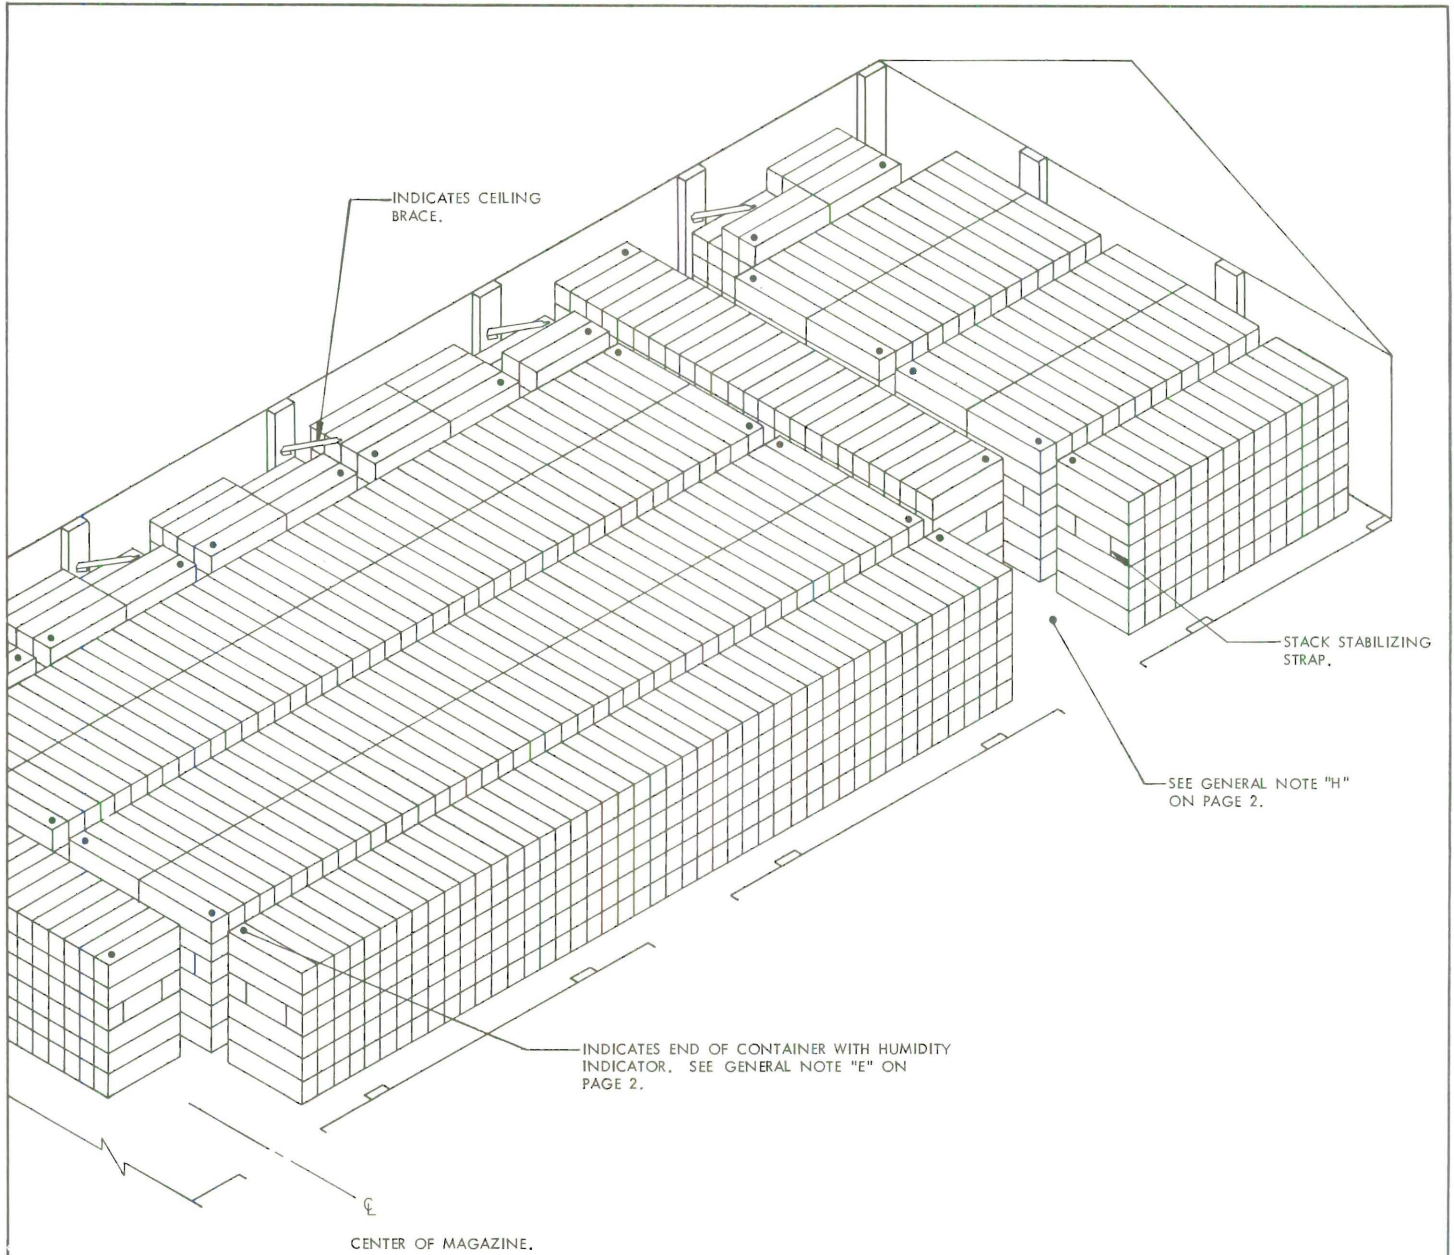 INDICATES CEILING
BRACE.
STACK STABILIZING
STRAP.
SEE GENERAL NOTE "H"
ON PAGE 2.
INDICATES END OF CONTAINER WITH HUMIDITY
INDICATOR. SEE GENERAL NOTE "E" ON
PAGE 2.
℄
CENTER OF MAGAZINE.